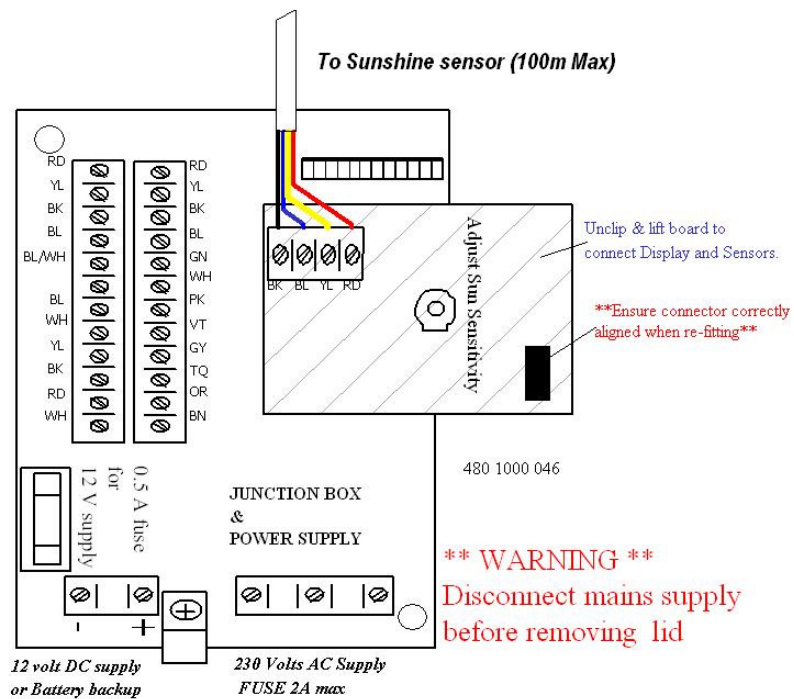 To Sunshine sensor (100m Max)
RD
YL
BK
BL
BL/WH
BL
WH
YL
BK
RD
WH
RD
YL
BK
BL
GN
WH
PK
VT
GY
TQ
OR
BN
BK BL YL RD
Adjust Sun Sensitivity
Unclip & lift board to
connect Display and Sensors.
**Ensure connector correctly
aligned when re-fitting**
480 1000 046
0.5 A fuse
for
12 V supply
JUNCTION BOX
&
POWER SUPPLY
** WARNING **
Disconnect mains supply
before removing lid
- +
12 volt DC supply
or Battery backup
230 Volts AC Supply
FUSE 2A max